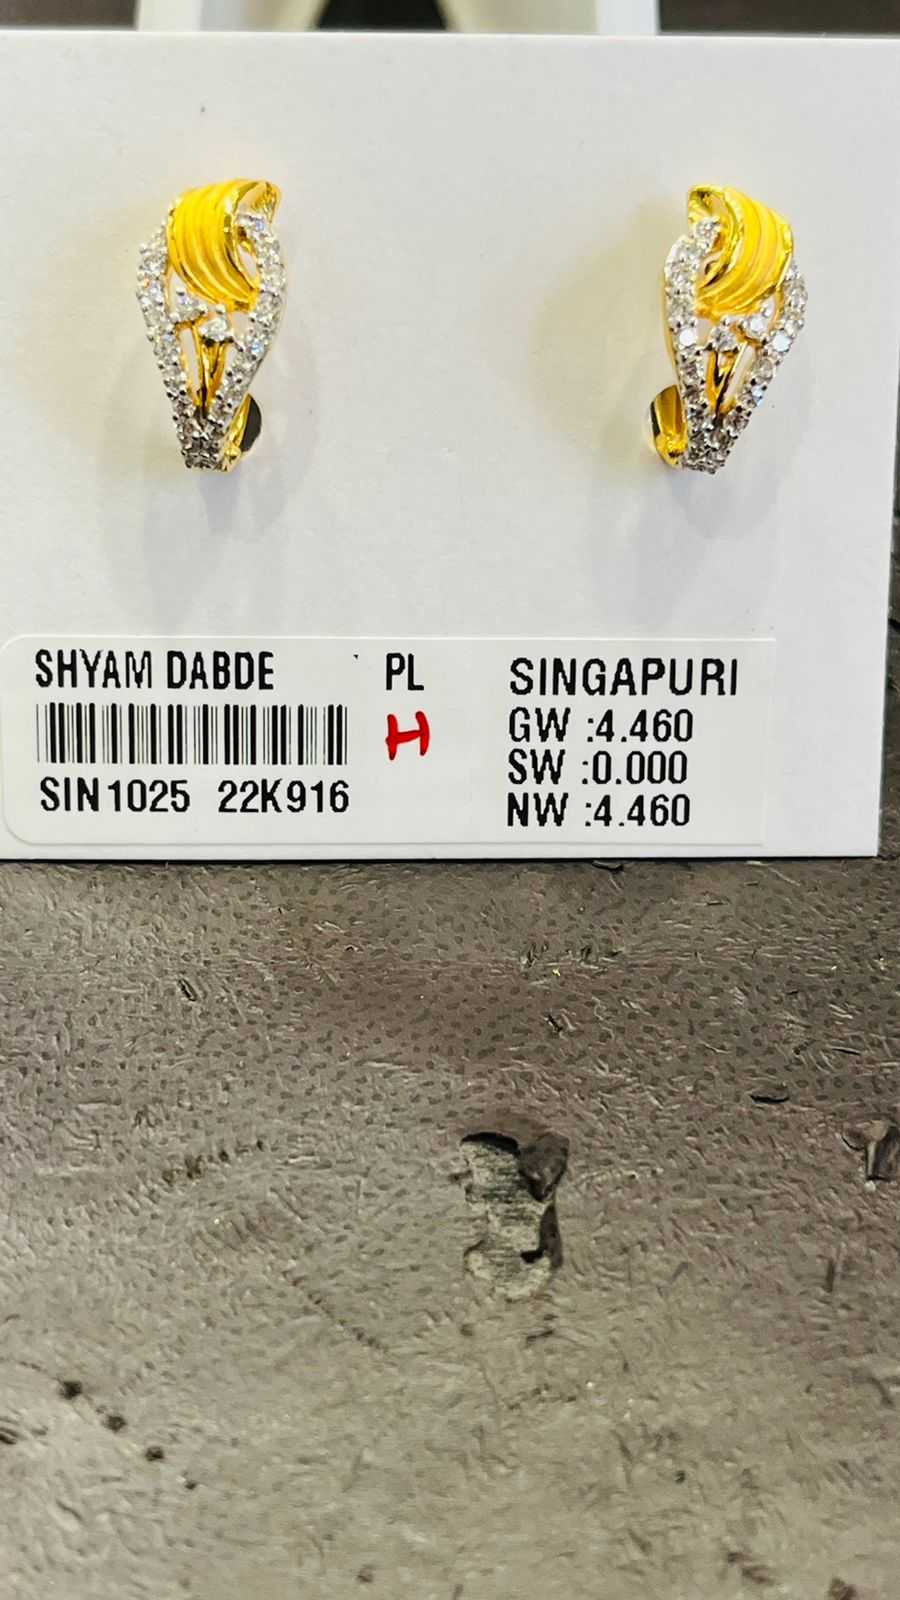 SHYAM DABDE PL
H
SIN1025 22K916
SINGAPURI
GW :4.460
SW :0.000
NW :4.460